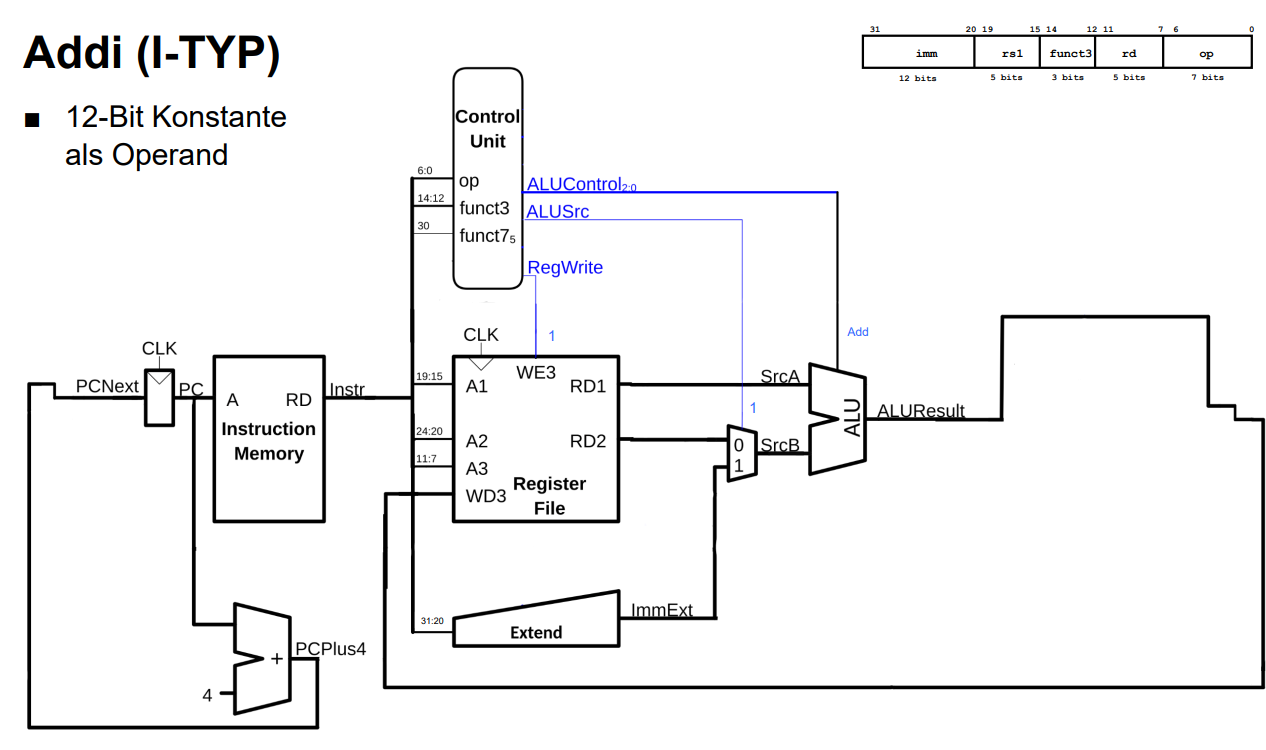 Addi (I-TYP)
■ 12-Bit Konstante
als Operand
31 20 19 15 14 12 11 7 6 0
imm rs1 funct3 rd op
12 bits 5 bits 3 bits 5 bits 7 bits
Control
Unit
6:0 op
14:12 funct3
30 funct75
ALUControl2:0
ALUSrc
RegWrite
1
Add
CLK
PCNext
PC
A RD
Instruction
Memory
Instr
CLK
WE3
19:15 A1 RD1
24:20 A2 RD2
11:7 A3
WD3
Register
File
SrcA
1
0
1
SrcB
ALU
ALUResult
31:20
Extend
ImmExt
+
PCPlus4
4